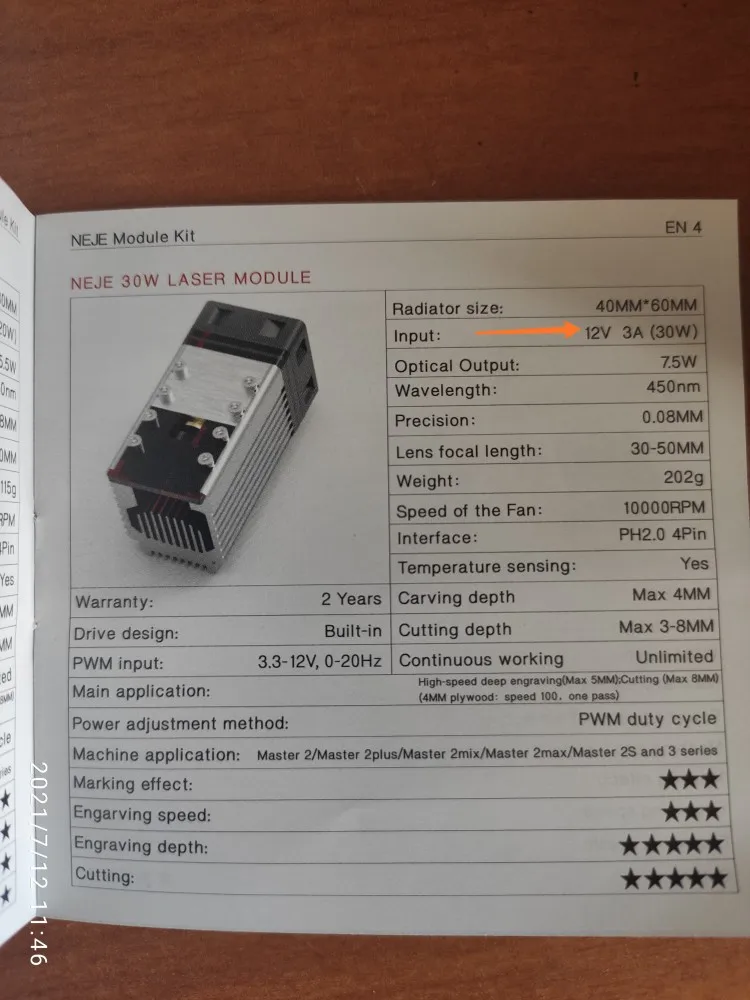 NEJE Module Kit
EN 4
NEJE 30W LASER MODULE
Radiator size: 40MM*60MM
Input: 12V 3A (30W)
Optical Output: 7.5W
Wavelength: 450nm
Precision: 0.08MM
Lens focal length: 30-50MM
Weight: 202g
Speed of the Fan: 10000RPM
Interface: PH2.0 4Pin
Temperature sensing: Yes
Warranty: 2 Years
Carving depth Max 4MM
Drive design: Built-in
Cutting depth Max 3-8MM
PWM input: 3.3-12V, 0-20Hz
Continuous working Unlimited
Main application: High-speed deep engraving(Max 5MM);Cutting (Max 8MM)
(4MM plywood: speed 100, one pass)
Power adjustment method: PWM duty cycle
Machine application: Master 2/Master 2plus/Master 2mix/Master 2max/Master 2S and 3 series
Marking effect: ★★★
Engarving speed: ★★★
Engraving depth: ★★★★★
Cutting: ★★★★★
115g
Yes
2021/7/12 11:46